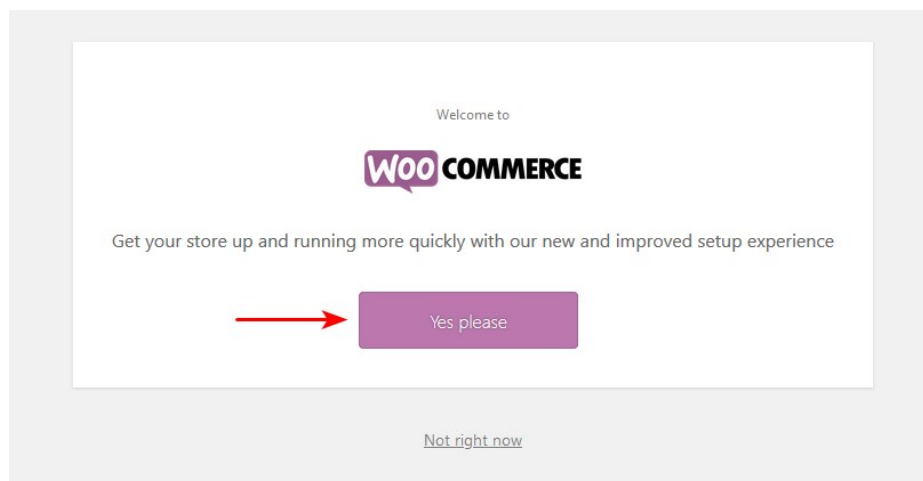 Welcome to
WOO COMMERCE
Get your store up and running more quickly with our new and improved setup experience
Yes please
Not right now